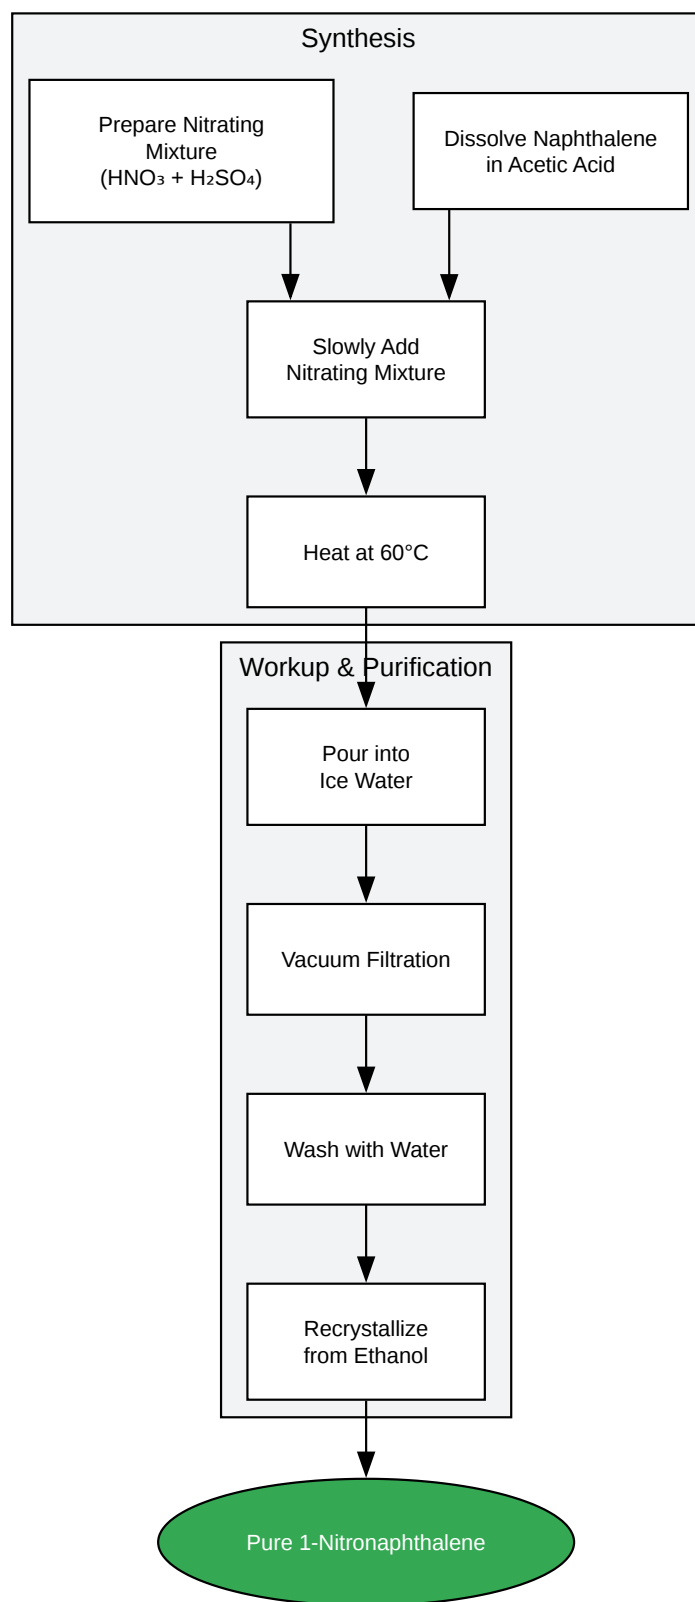 Synthesis
Prepare Nitrating
Mixture
(HNO₃ + H₂SO₄)
Dissolve Naphthalene
in Acetic Acid
Slowly Add
Nitrating Mixture
Heat at 60°C
Workup & Purification
Pour into
Ice Water
Vacuum Filtration
Wash with Water
Recrystallize
from Ethanol
Pure 1-Nitronaphthalene